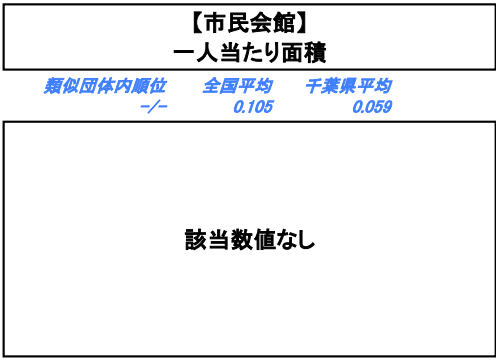 【市民会館】
一人当たり面積
類似団体内順位 全国平均 千葉県平均
-/- 0.105 0.059
該当数値なし